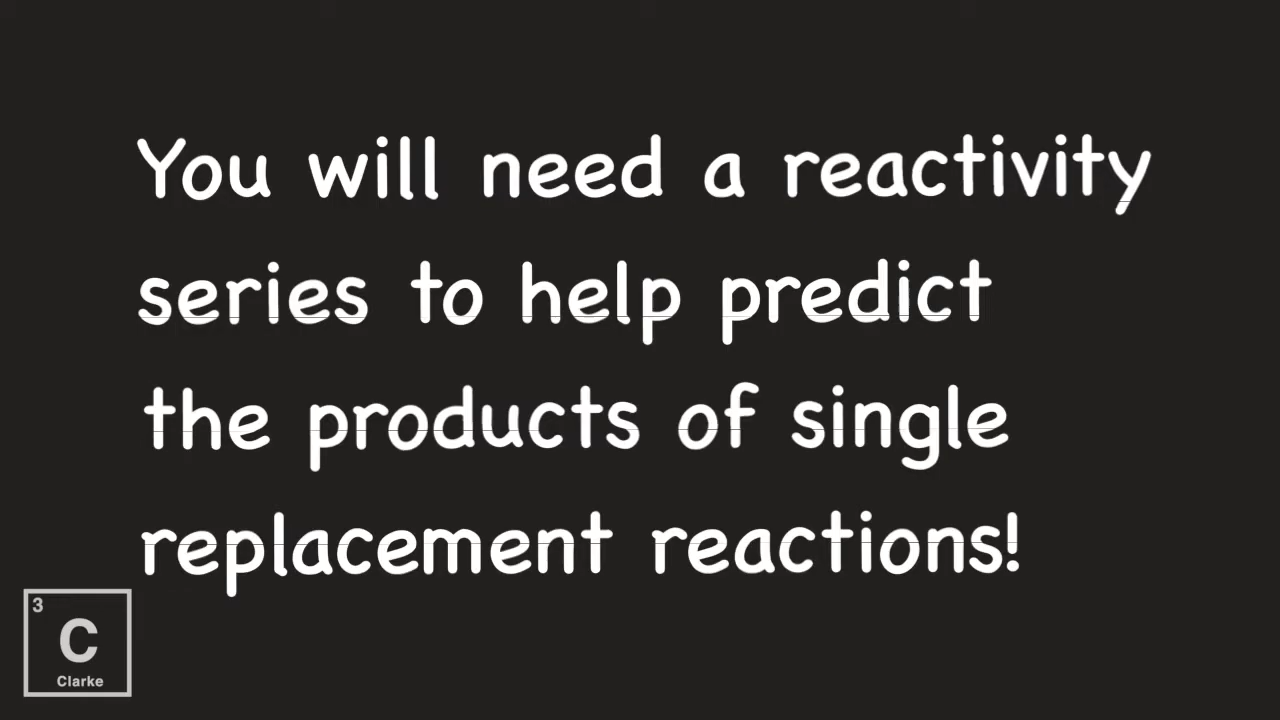 You will need a reactivity
series to help predict
the products of single
replacement reactions!
3
C
Clarke